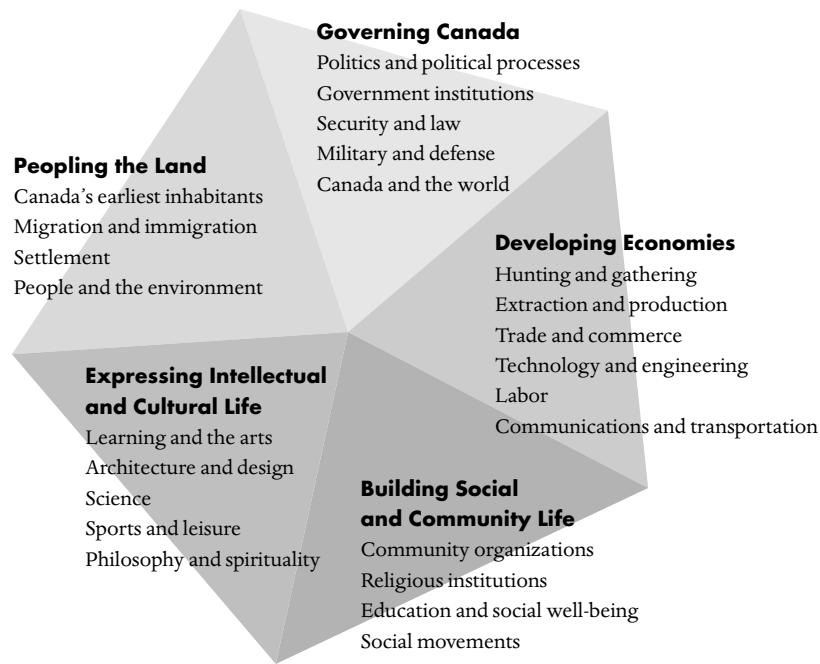 Governing Canada
Politics and political processes
Government institutions
Security and law
Military and defense
Canada and the world
Peopling the Land
Canada’s earliest inhabitants
Migration and immigration
Settlement
People and the environment
Developing Economies
Hunting and gathering
Extraction and production
Trade and commerce
Technology and engineering
Labor
Communications and transportation
Expressing Intellectual
and Cultural Life
Learning and the arts
Architecture and design
Science
Sports and leisure
Philosophy and spirituality
Building Social
and Community Life
Community organizations
Religious institutions
Education and social well-being
Social movements